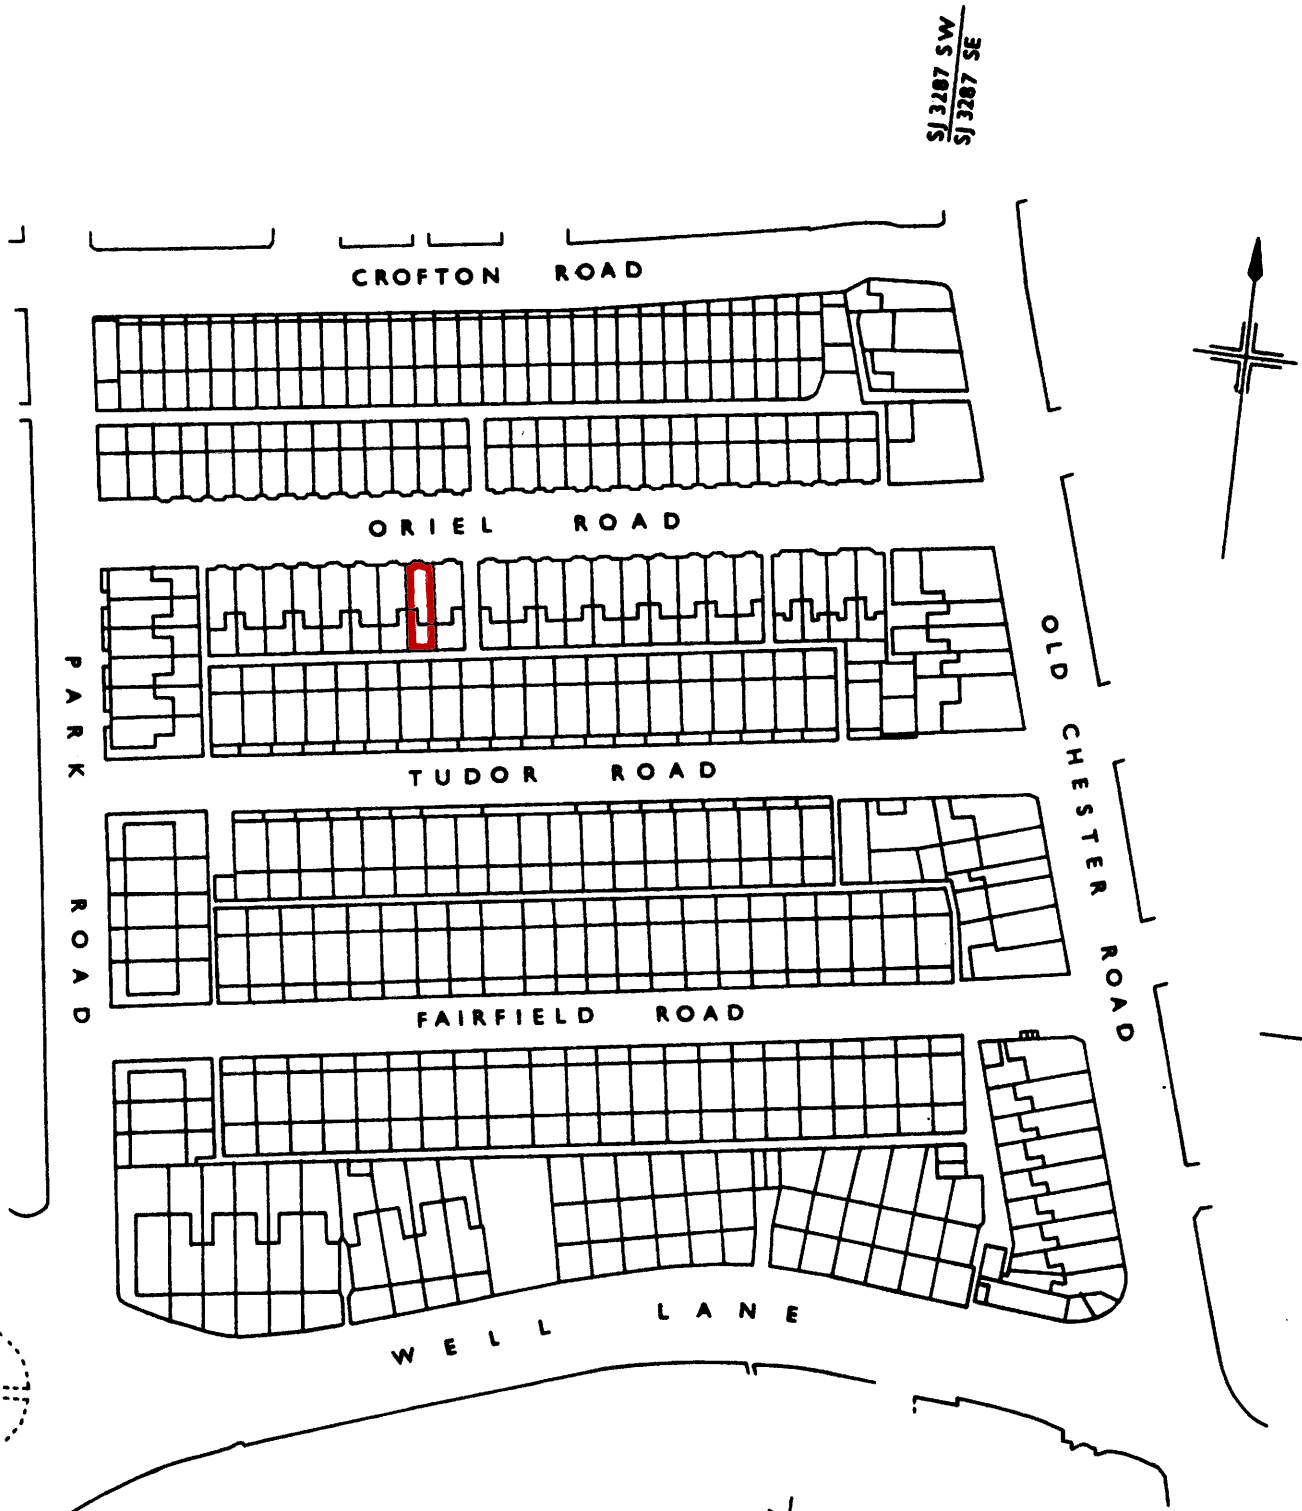 SJ 3287 SW
SJ 3287 SE
CROFTON ROAD
ORIEL ROAD
PARK ROAD
OLD CHESTER ROAD
TUDOR ROAD
FAIRFIELD ROAD
WELL LANE